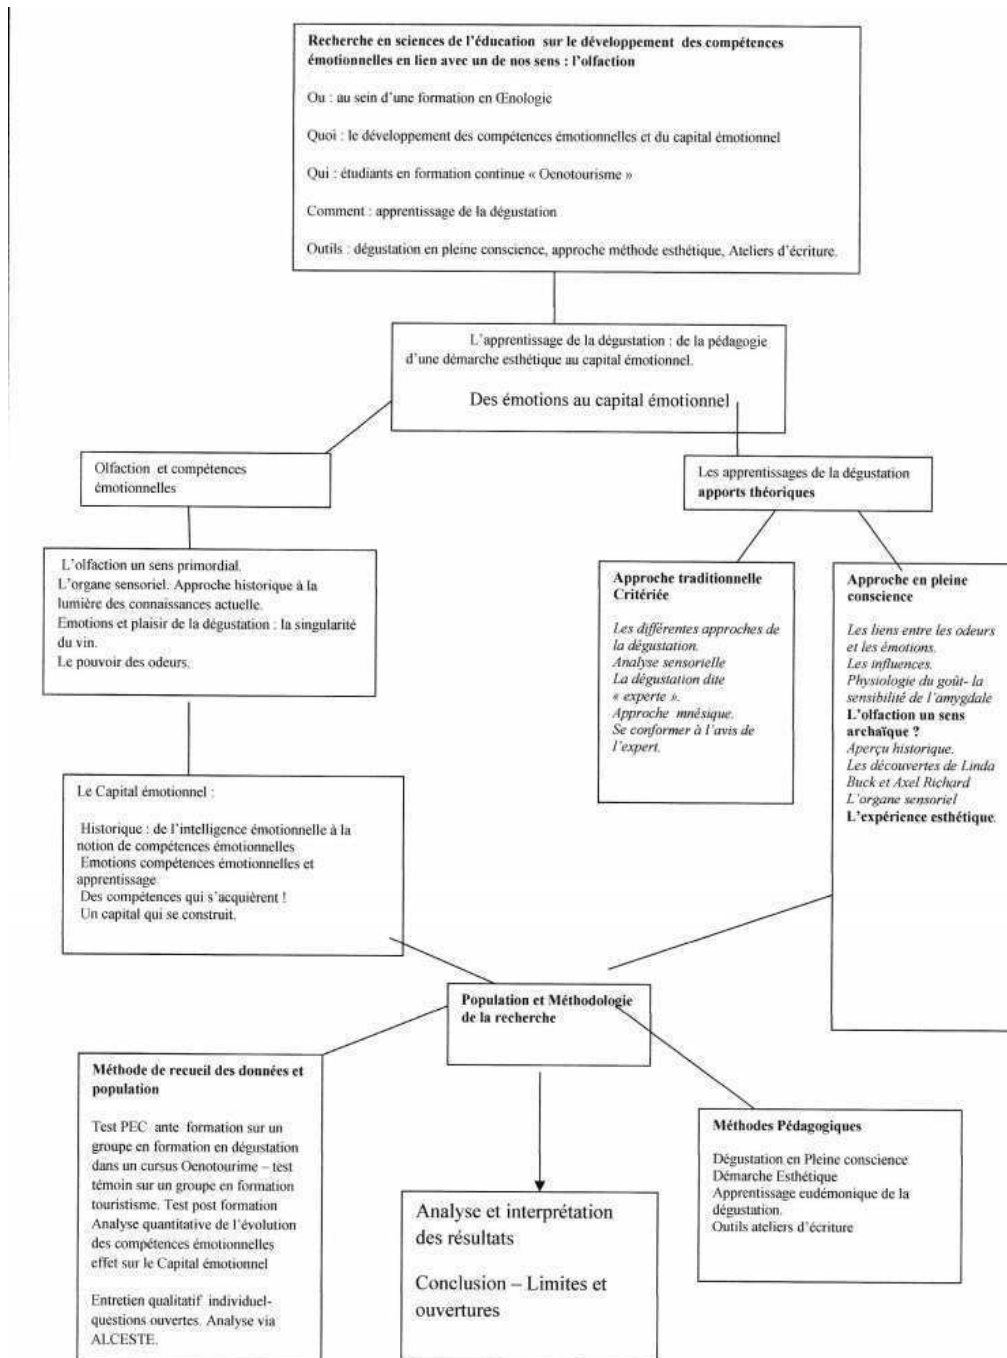 Recherche en sciences de l'éducation sur le développement des compétences
émotionnelles en lien avec un de nos sens : l'olfaction
Ou : au sein d'une formation en Œnologie
Quoi : le développement des compétences émotionnelles et du capital émotionnel
Qui : étudiants en formation continue « Oenotourisme »
Comment : apprentissage de la dégustation
Outils : dégustation en pleine conscience, approche méthode esthétique, Ateliers d'écriture.
L'apprentissage de la dégustation : de la pédagogie
d'une démarche esthétique au capital émotionnel.
Des émotions au capital émotionnel
Olfaction et compétences
émotionnelles
Les apprentissages de la dégustation
apports théoriques
L'olfaction un sens primordial.
L'organe sensoriel. Approche historique à la
lumière des connaissances actuelle.
Emotions et plaisir de la dégustation : la singularité
du vin.
Le pouvoir des odeurs.
Approche traditionnelle
Critériée
Les différentes approches de
la dégustation.
Analyse sensorielle
La dégustation dite
« experte ».
Approche mnésique.
Se conformer à l'avis de
l'expert.
Approche en pleine
conscience
Les liens entre les odeurs
et les émotions.
Les influences.
Physiologie du goût- la
sensibilité de l'amygdale
L'olfaction un sens
archaïque ?
Aperçu historique.
Les découvertes de Linda
Buck et Axel Richard
L'organe sensoriel
L'expérience esthétique.
Le Capital émotionnel :
Historique : de l'intelligence émotionnelle à la
notion de compétences émotionnelles
Emotions compétences émotionnelles et
apprentissage
Des compétences qui s'acquièrent !
Un capital qui se construit.
Population et Méthodologie
de la recherche
Méthode de recueil des données et
population
Test PEC ante formation sur un
groupe en formation en dégustation
dans un cursus Oenotourime – test
témoin sur un groupe en formation
touristisme. Test post formation
Analyse quantitative de l'évolution
des compétences émotionnelles
effet sur le Capital émotionnel
Entretien qualitatif individuel-
questions ouvertes. Analyse via
ALCESTE.
Analyse et interprétation
des résultats
Conclusion – Limites et
ouvertures
Méthodes Pédagogiques
Dégustation en Pleine conscience
Démarche Esthétique
Apprentissage eudémonique de la
dégustation.
Outils ateliers d'écriture